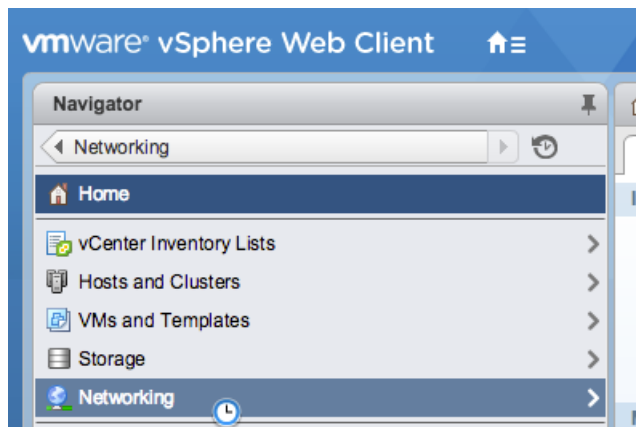 vmware® vSphere Web Client
Navigator
Networking
Home
vCenter Inventory Lists
Hosts and Clusters
VMs and Templates
Storage
Networking